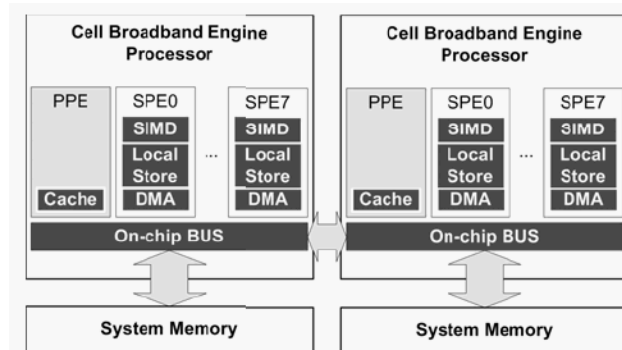 Cell Broadband Engine
Processor
PPE
SPE0
SPE7
SIMD
SIMD
Local
Store
...
Local
Store
Cache
DMA
DMA
On-chip BUS
System Memory
Cell Broadband Engine
Processor
PPE
SPE0
SPE7
SIMD
SIMD
Local
Store
...
Local
Store
Cache
DMA
DMA
On-chip BUS
System Memory